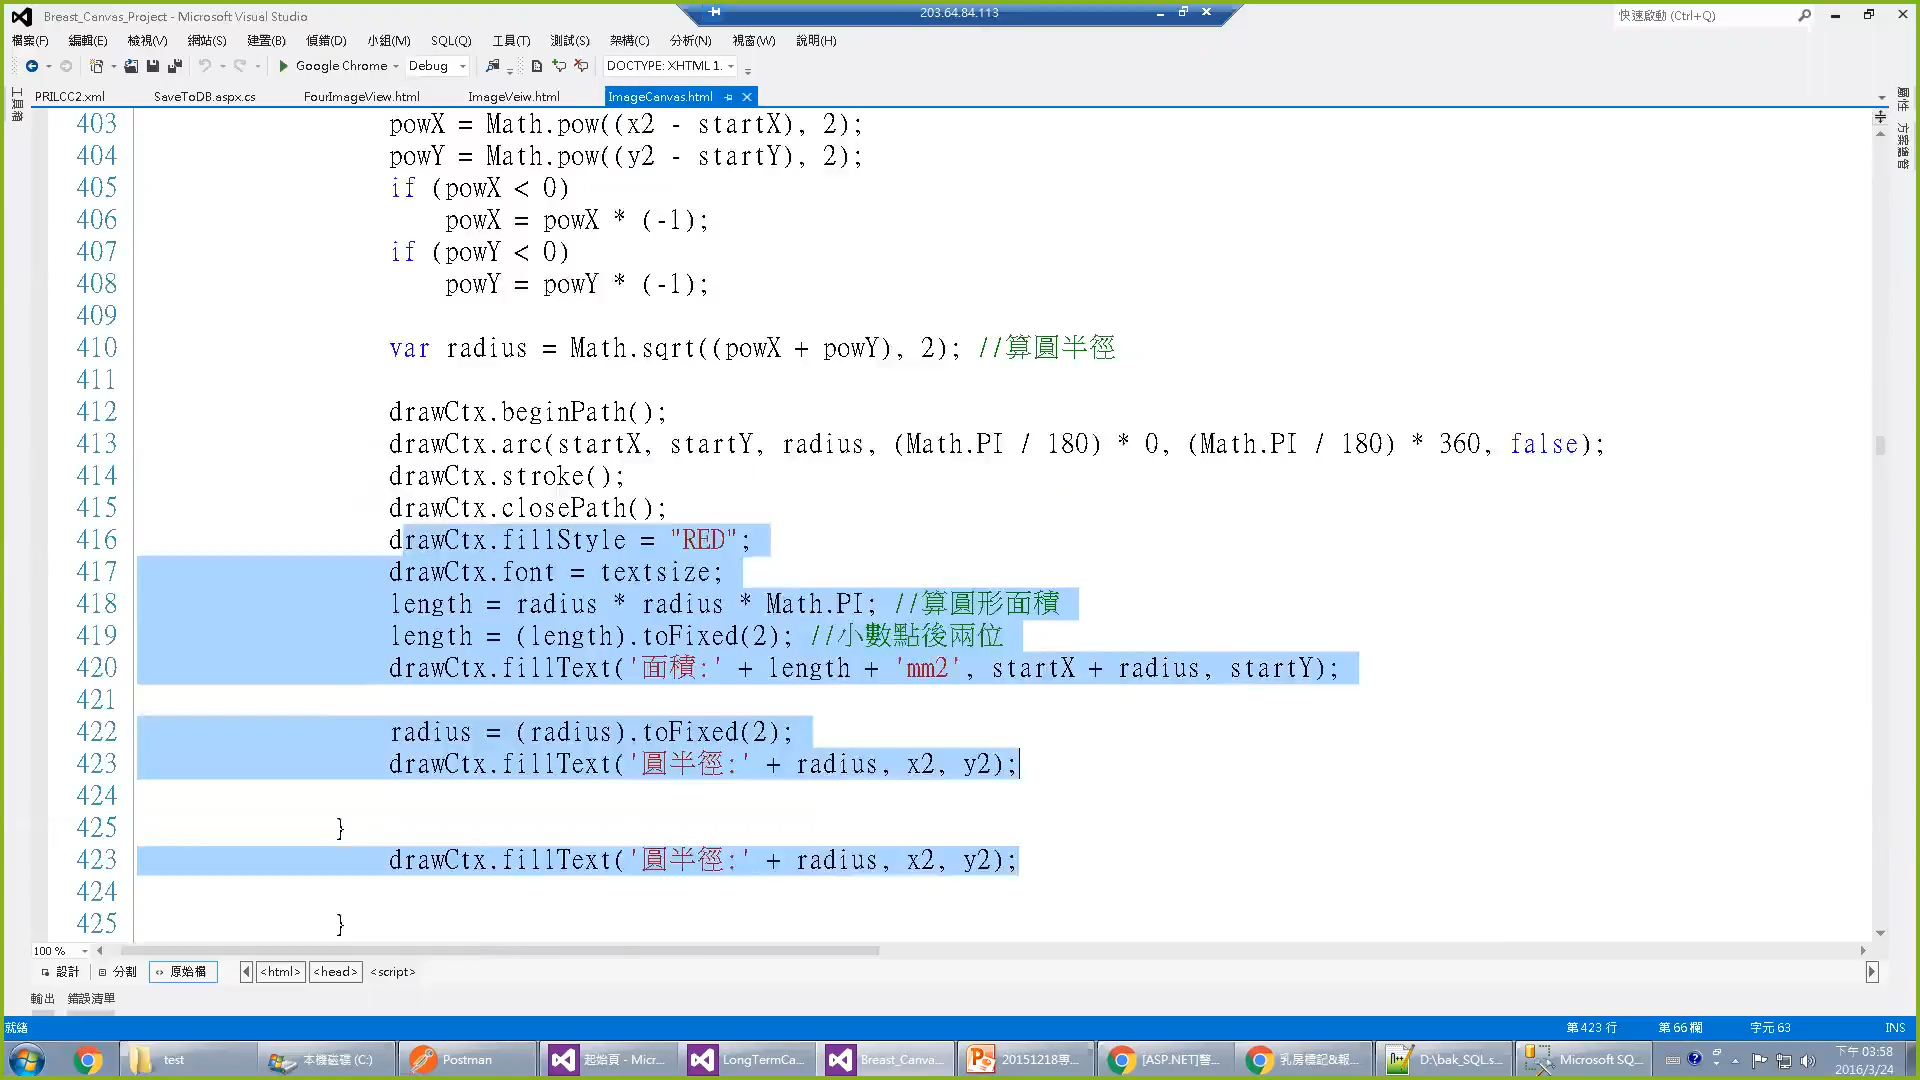 Breast_Canvas_Project - Microsoft Visual Studio
203.64.84.113
快速啟動 (Ctrl+Q)
檔案(F) 編輯(E) 檢視(V) 網站(S) 建置(B) 偵錯(D) 小組(M) SQL(Q) 工具(T) 測試(S) 架構(C) 分析(N) 視窗(W) 說明(H)
Google Chrome Debug DOCTYPE: XHTML 1.
工具箱
PRILCC2.xml SaveToDB.aspx.cs FourImageView.html ImageVeiw.html ImageCanvas.html
屬性 方案總管
403 powX = Math.pow((x2 - startX), 2);
404 powY = Math.pow((y2 - startY), 2);
405 if (powX < 0)
406 powX = powX * (-1);
407 if (powY < 0)
408 powY = powY * (-1);
409
410 var radius = Math.sqrt((powX + powY), 2); //算圓半徑
411
412 drawCtx.beginPath();
413 drawCtx.arc(startX, startY, radius, (Math.PI / 180) * 0, (Math.PI / 180) * 360, false);
414 drawCtx.stroke();
415 drawCtx.closePath();
416 drawCtx.fillStyle = "RED";
417 drawCtx.font = textsize;
418 length = radius * radius * Math.PI; //算圓形面積
419 length = (length).toFixed(2); //小數點後兩位
420 drawCtx.fillText('面積:' + length + 'mm2', startX + radius, startY);
421
422 radius = (radius).toFixed(2);
423 drawCtx.fillText('圓半徑:' + radius, x2, y2);
424
425 }
423 drawCtx.fillText('圓半徑:' + radius, x2, y2);
424
425 }
100 %
設計 分割 原始檔 <html> <head> <script>
輸出 錯誤清單
就緒 第 423 行 第 66 欄 字元 63 INS
test 本機磁碟 (C:) Postman 起始頁 - Micr... LongTermCa... Breast_Canva... 20151218専... [ASP.NET]警... 乳房標記&報... D:\bak_SQLs... Microsoft SQ...
下午 03:58
2016/3/24